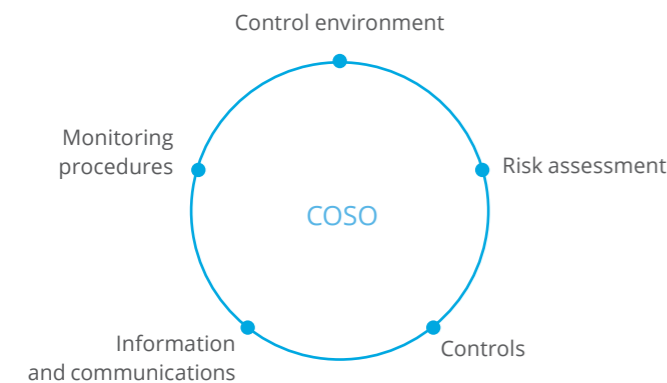 Control environment
Monitoring
procedures
Risk assessment
COSO
Information
and communications
Controls